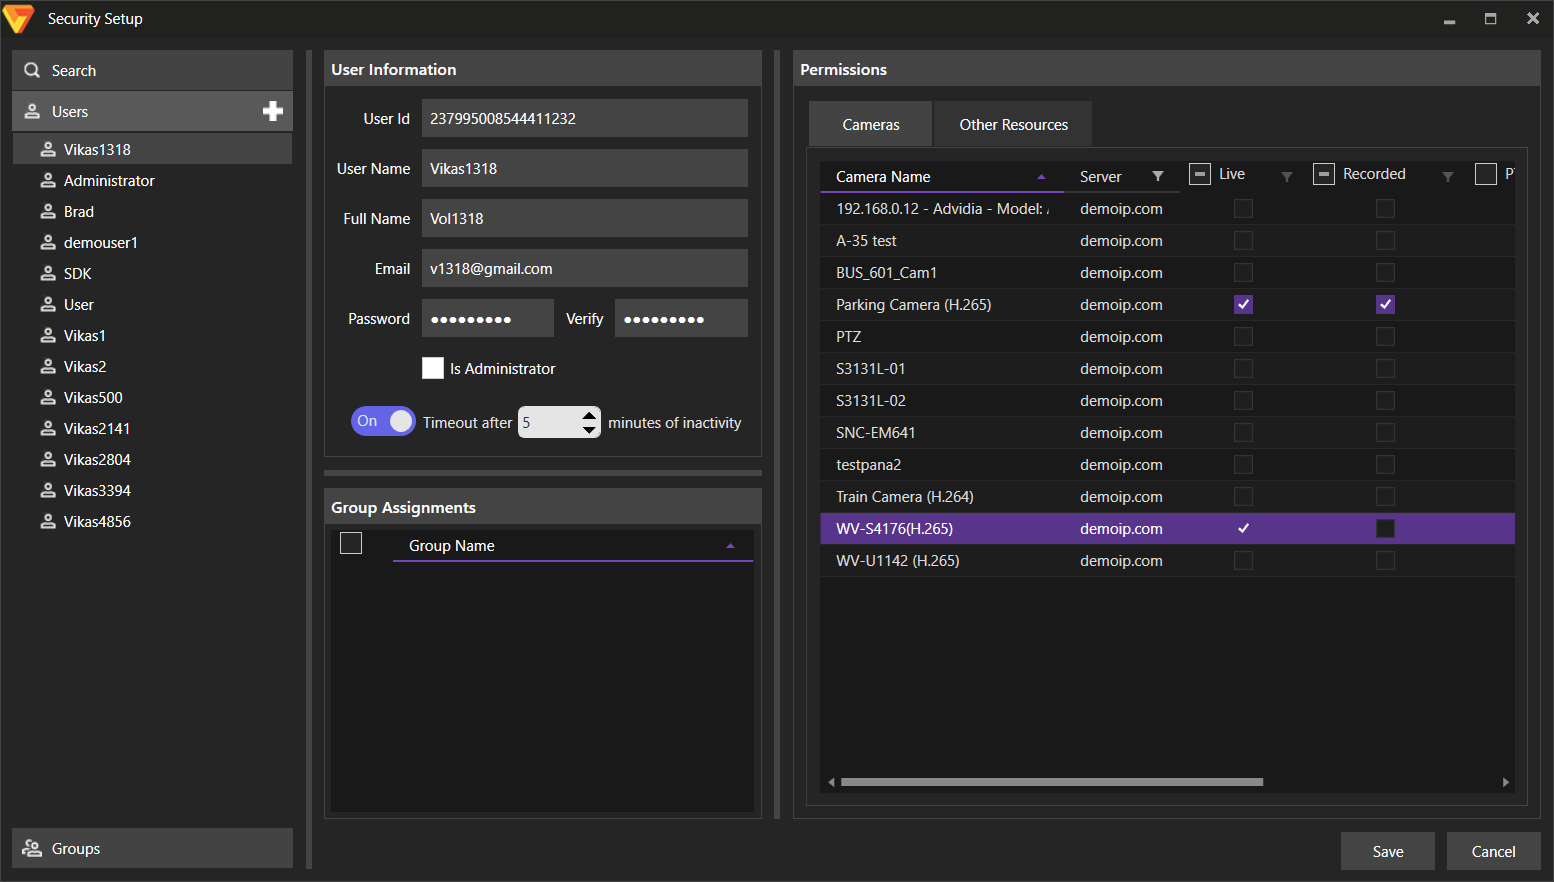 Security Setup
Search
Users
Vikas1318
Administrator
Brad
demouser1
SDK
User
Vikas1
Vikas2
Vikas500
Vikas2141
Vikas2804
Vikas3394
Vikas4856
Groups
User Information
User Id 237995008544411232
User Name Vikas1318
Full Name Vol1318
Email v1318@gmail.com
Password ●●●●●●●●● Verify ●●●●●●●●●
Is Administrator
On Timeout after 5 minutes of inactivity
Group Assignments
Group Name
Permissions
Cameras Other Resources
Camera Name Server Live Recorded
192.168.0.12 - Advidia - Model: demoip.com
A-35 test demoip.com
BUS_601_Cam1 demoip.com
Parking Camera (H.265) demoip.com
PTZ demoip.com
S3131L-01 demoip.com
S3131L-02 demoip.com
SNC-EM641 demoip.com
testpana2 demoip.com
Train Camera (H.264) demoip.com
WV-S4176(H.265) demoip.com
WV-U1142 (H.265) demoip.com
Save Cancel